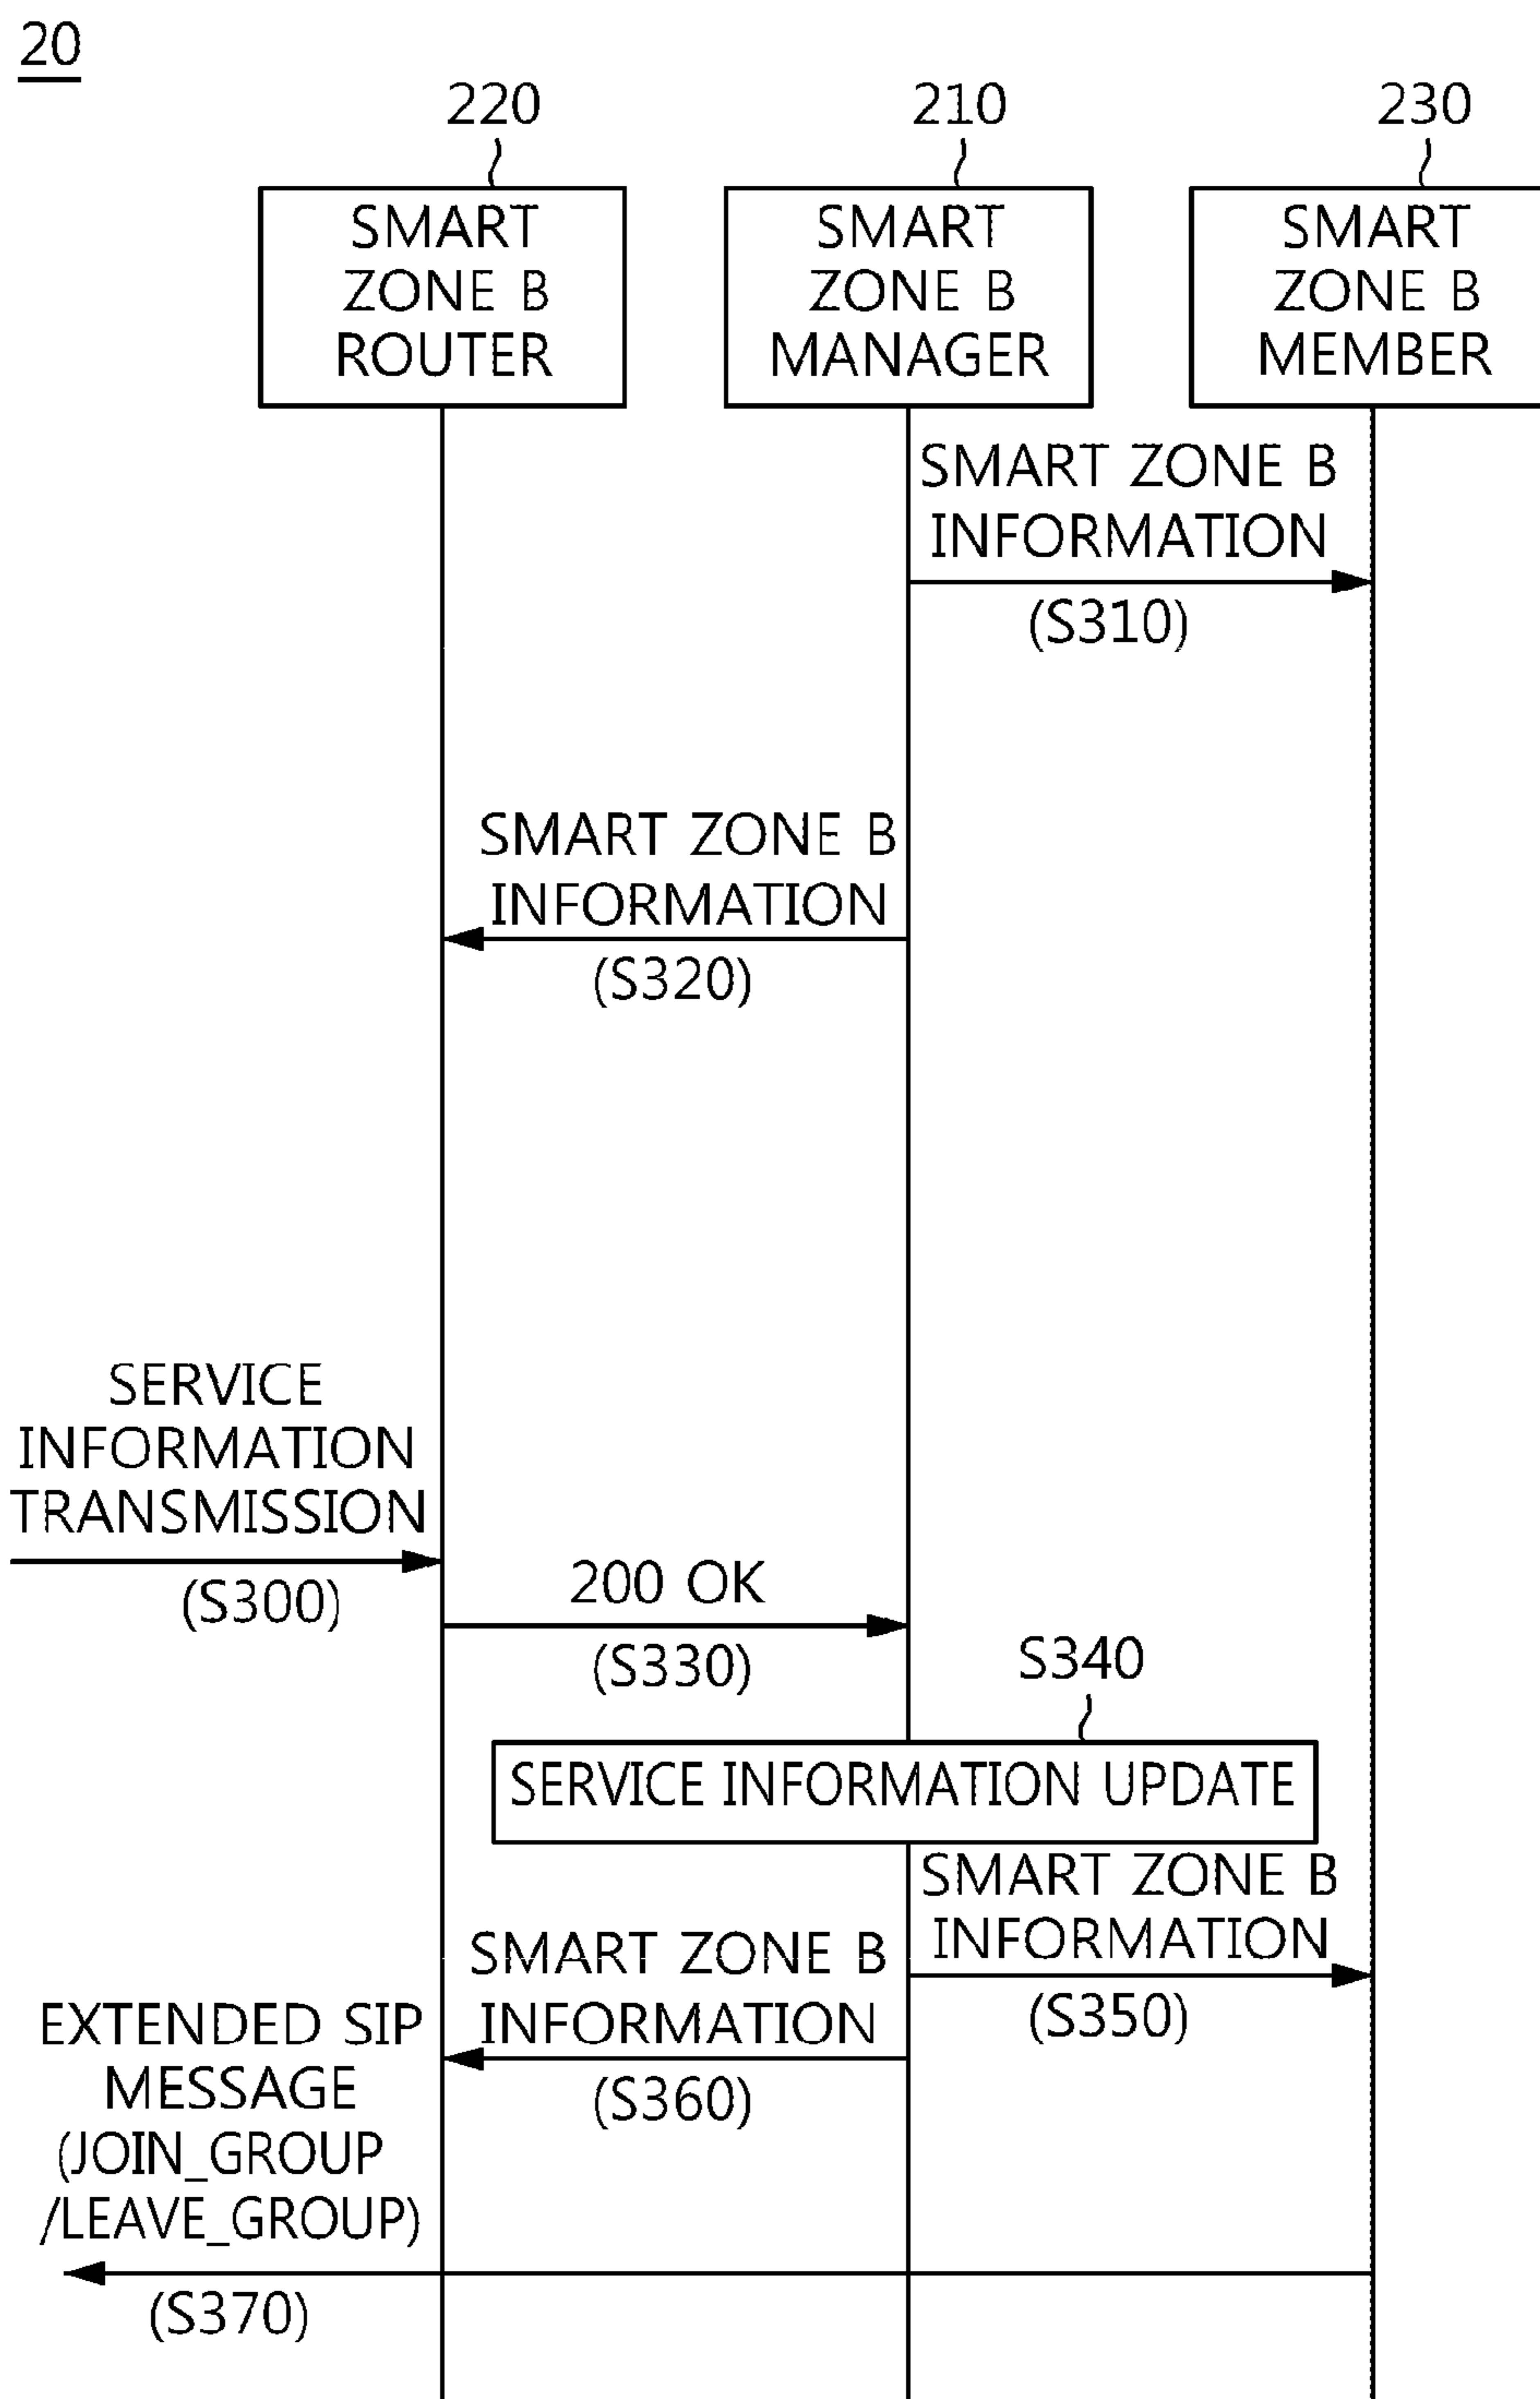 20
220
210
230
SMART
ZONE B
ROUTER
SMART
ZONE B
MANAGER
SMART
ZONE B
MEMBER
SMART ZONE B
INFORMATION
(S310)
SMART ZONE B
INFORMATION
(S320)
SERVICE
INFORMATION
TRANSMISSION
(S300)
200 OK
(S330)
S340
SERVICE INFORMATION UPDATE
SMART ZONE B
INFORMATION
(S350)
SMART ZONE B
INFORMATION
(S360)
EXTENDED SIP
MESSAGE
(JOIN_GROUP
/LEAVE_GROUP)
(S370)